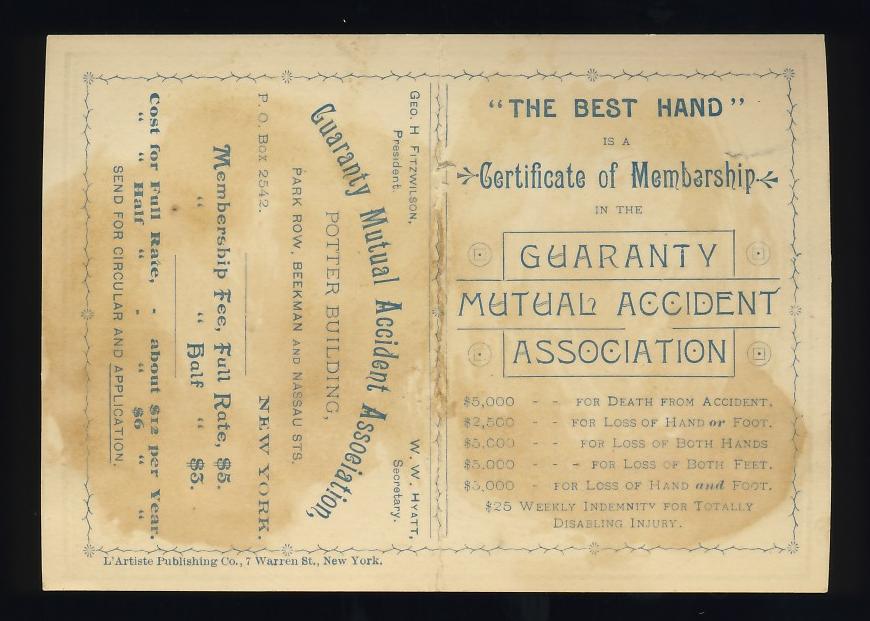 "THE BEST HAND"
IS A
Certificate of Membership
IN THE
GUARANTY
MUTUAL ACCIDENT
ASSOCIATION
$5,000 - - FOR DEATH FROM ACCIDENT.
$2,500 - - FOR LOSS OF HAND or FOOT.
$5,000 - - FOR LOSS OF BOTH HANDS
$5,000 - - - FOR LOSS OF BOTH FEET.
$5,000 - FOR LOSS OF HAND and FOOT.
$25 WEEKLY INDEMNITY FOR TOTALLY
DISABLING INJURY.
GEO. H FITZWILSON, W. W. HYATT,
President. Secretary.
Guaranty Mutual Accident Association,
POTTER BUILDING,
PARK ROW, BEEKMAN AND NASSAU STS.
P. O. BOX 2542. NEW YORK.
Membership Fee, Full Rate, $5.
" " Half " $3.
Cost for Full Rate, - about $12 per Year.
" " Half " - " $6 " "
SEND FOR CIRCULAR AND APPLICATION.
L'Artiste Publishing Co., 7 Warren St., New York.